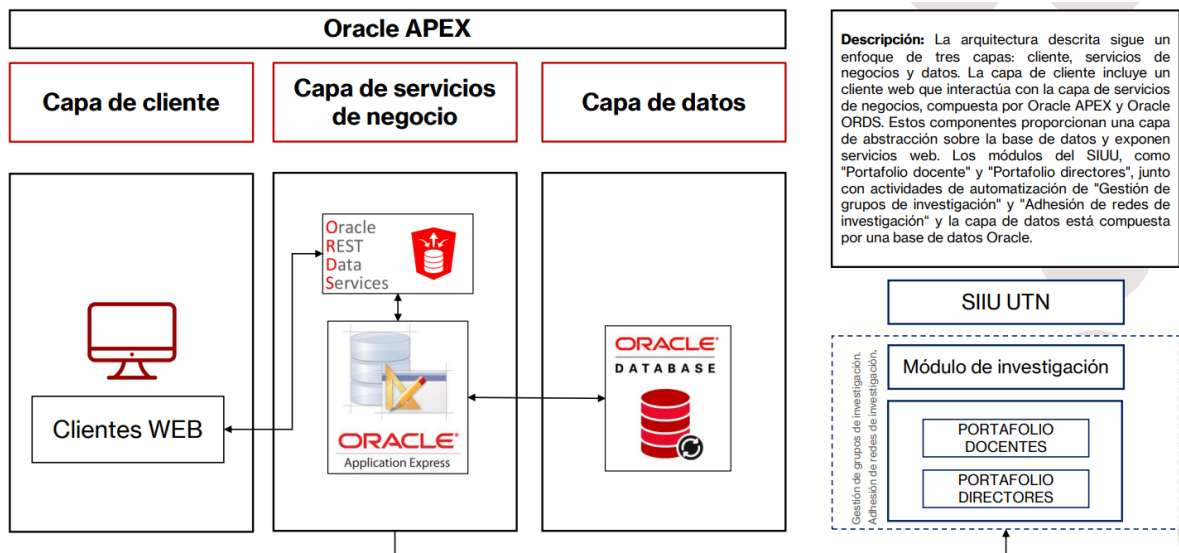 Oracle APEX
Capa de cliente
Capa de servicios
de negocio
Capa de datos
Oracle
REST
Data
Services
ORACLE
Application Express
Clientes WEB
ORACLE
DATABASE
Descripción: La arquitectura descrita sigue un
enfoque de tres capas: cliente, servicios de
negocios y datos. La capa de cliente incluye un
cliente web que interactúa con la capa de servicios
de negocios, compuesta por Oracle APEX y Oracle
ORDS. Estos componentes proporcionan una capa
de abstracción sobre la base de datos y exponen
servicios web. Los módulos del SIUU, como
"Portafolio docente" y "Portafolio directores", junto
con actividades de automatización de "Gestión de
grupos de investigación" y "Adhesión de redes de
investigación“ y la capa de datos está compuesta
por una base de datos Oracle.
SIIU UTN
Gestión de grupos de investigación.
Adhesión de redes de investigación.
Módulo de investigación
PORTAFOLIO
DOCENTES
PORTAFOLIO
DIRECTORES